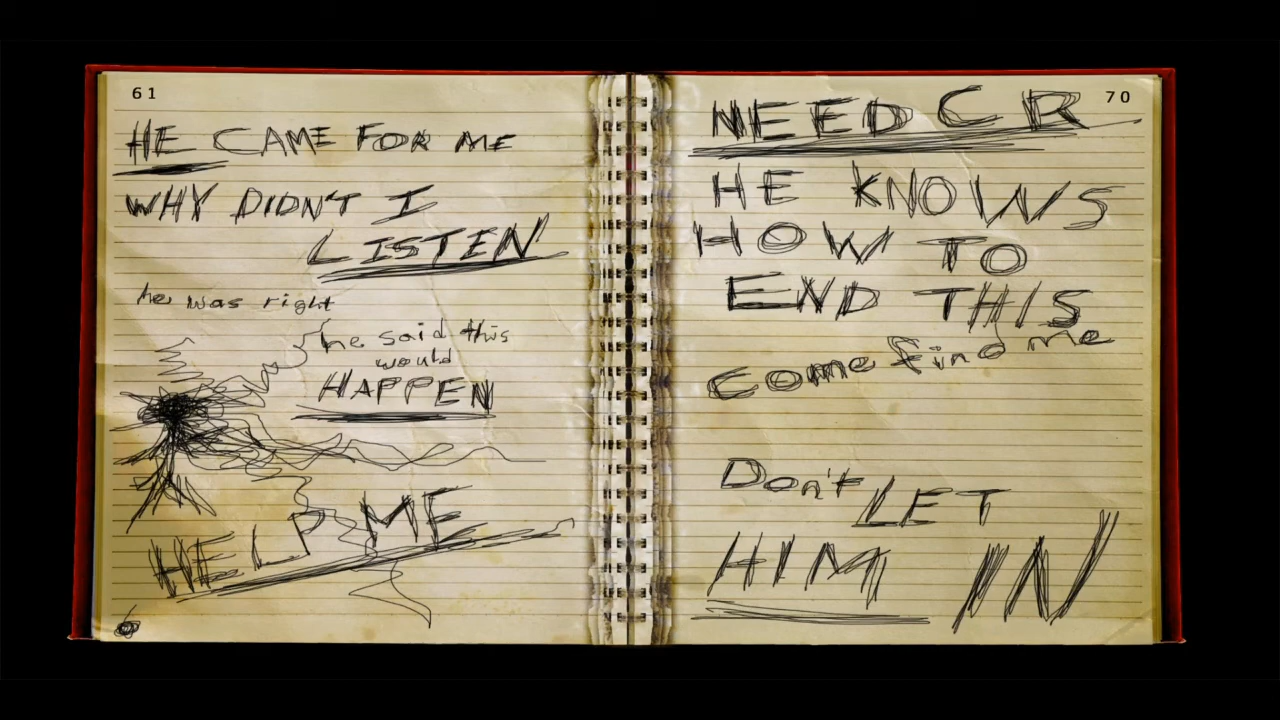 61
HE CAME FOR ME
WHY DIDN'T I
LISTEN
he was right
he said this
would
HAPPEN
HELP ME
70
NEED CR
HE KNOWS
HOW TO
END THIS
come find me
Don't LET
HIM IN